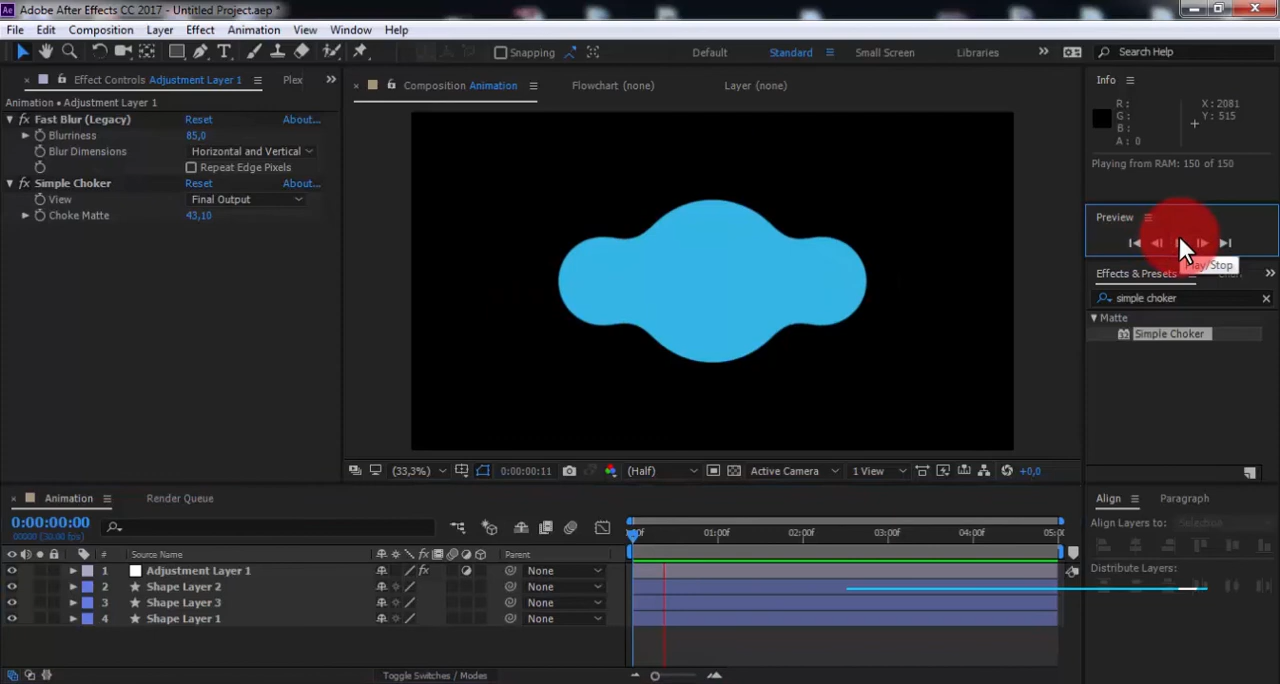 Ae Adobe After Effects CC 2017 - Untitled Project.aep *
File Edit Composition Layer Effect Animation View Window Help
Snapping Default Standard Small Screen Libraries Search Help
Effect Controls Adjustment Layer 1 Plex
Animation • Adjustment Layer 1
fx Fast Blur (Legacy) Reset About...
Blurriness 85,0
Blur Dimensions Horizontal and Vertical
Repeat Edge Pixels
fx Simple Choker Reset About...
View Final Output
Choke Matte 43,10
Composition Animation Flowchart (none) Layer (none)
(33,3%) 0:00:00:11 (Half) Active Camera 1 View +0,0
Info
R: X: 2081
G: Y: 515
B:
A: 0
Playing from RAM: 150 of 150
Preview
Play/Stop
Effects & Presets
simple choker
Matte
Simple Choker
Animation Render Queue
0:00:00:00
00000 (30.00 fps)
# Source Name fx Parent
1 Adjustment Layer 1 fx None
2 Shape Layer 2 None
3 Shape Layer 3 None
4 Shape Layer 1 None
01:00f 02:00f 03:00f 04:00f
Toggle Switches / Modes
Align Paragraph
Align Layers to: Selection
Distribute Layers: